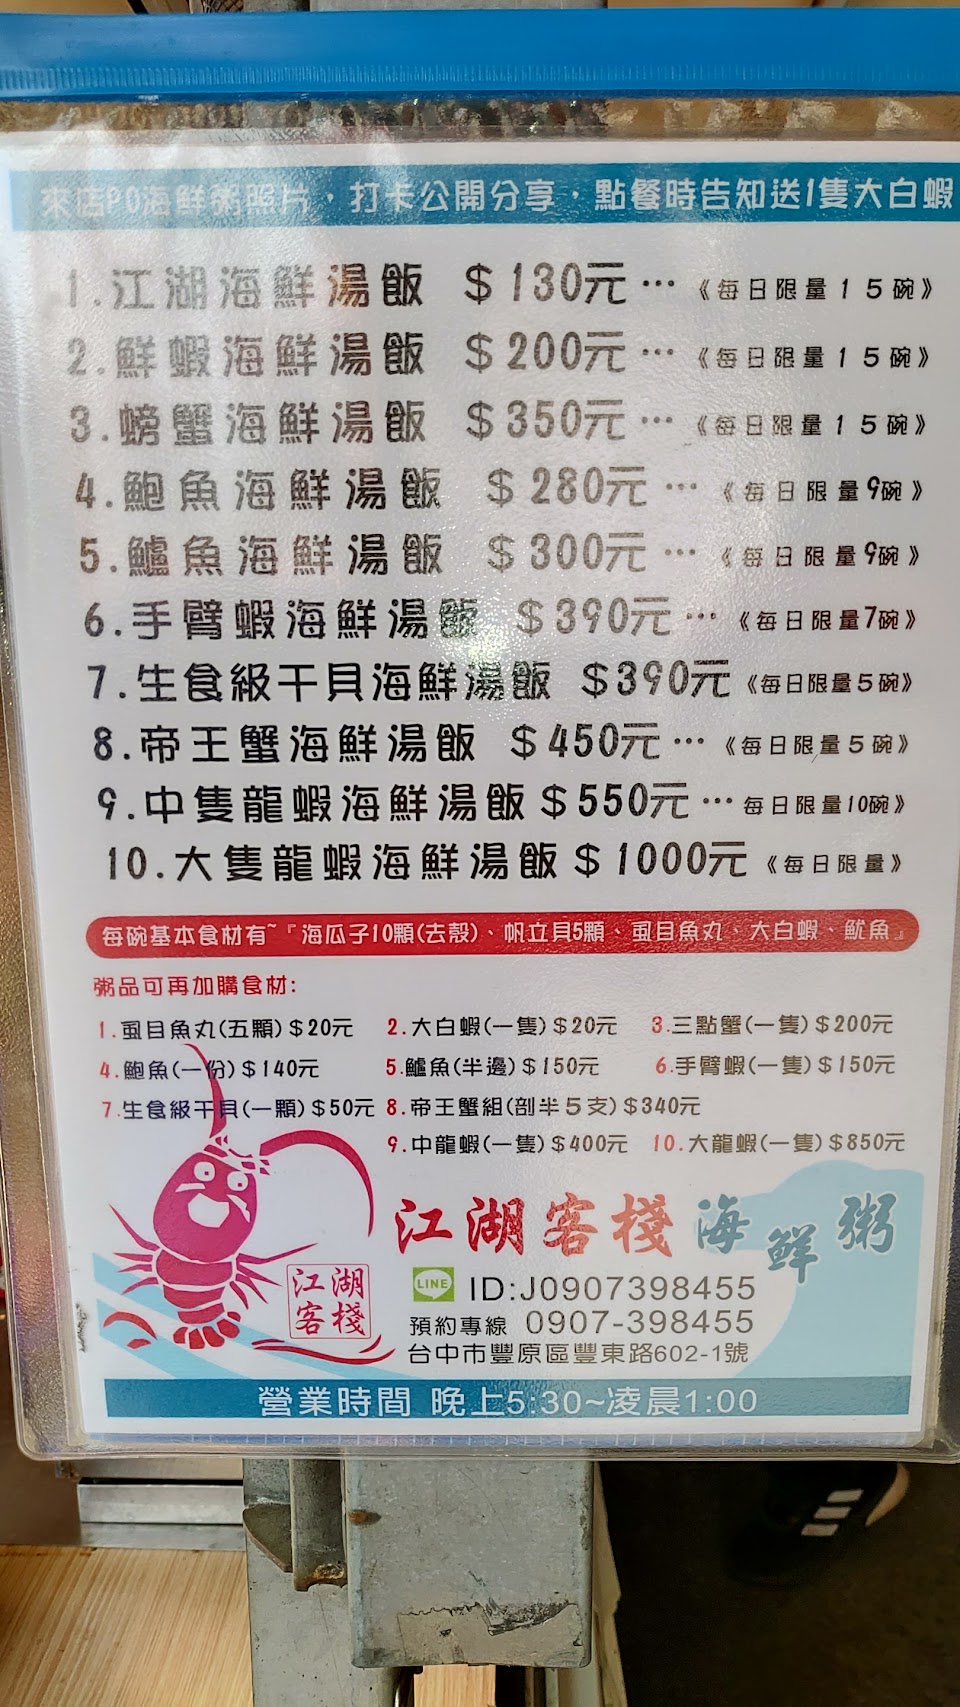 來店PO海鮮粥照片，打卡公開分享，點餐時告知送1隻大白蝦
1.江湖海鮮湯飯 $130元…《每日限量15碗》
2.鮮蝦海鮮湯飯 $200元…《每日限量15碗》
3.螃蟹海鮮湯飯 $350元…《每日限量15碗》
4.鮑魚海鮮湯飯 $280元…《每日限量9碗》
5.鱸魚海鮮湯飯 $300元…《每日限量9碗》
6.手臂蝦海鮮湯飯 $390元…《每日限量7碗》
7.生食級干貝海鮮湯飯 $390元《每日限量5碗》
8.帝王蟹海鮮湯飯 $450元…《每日限量5碗》
9.中隻龍蝦海鮮湯飯 $550元…每日限量10碗》
10.大隻龍蝦海鮮湯飯 $1000元《每日限量》
每碗基本食材有~『海瓜子10顆(去殼)、帆立貝5顆、虱目魚丸、大白蝦、魷魚』
粥品可再加購食材:
1.虱目魚丸(五顆)$20元 2.大白蝦(一隻)$20元 3.三點蟹(一隻)$200元
4.鮑魚(一份)$140元 5.鱸魚(半邊)$150元 6.手臂蝦(一隻)$150元
7.生食級干貝(一顆)$50元 8.帝王蟹組(剖半5支)$340元
9.中龍蝦(一隻)$400元 10.大龍蝦(一隻)$850元
江湖客棧海鮮粥
江湖
客棧
LINE ID:J0907398455
預約專線 0907-398455
台中市豐原區豐東路602-1號
營業時間 晚上5:30~凌晨1:00